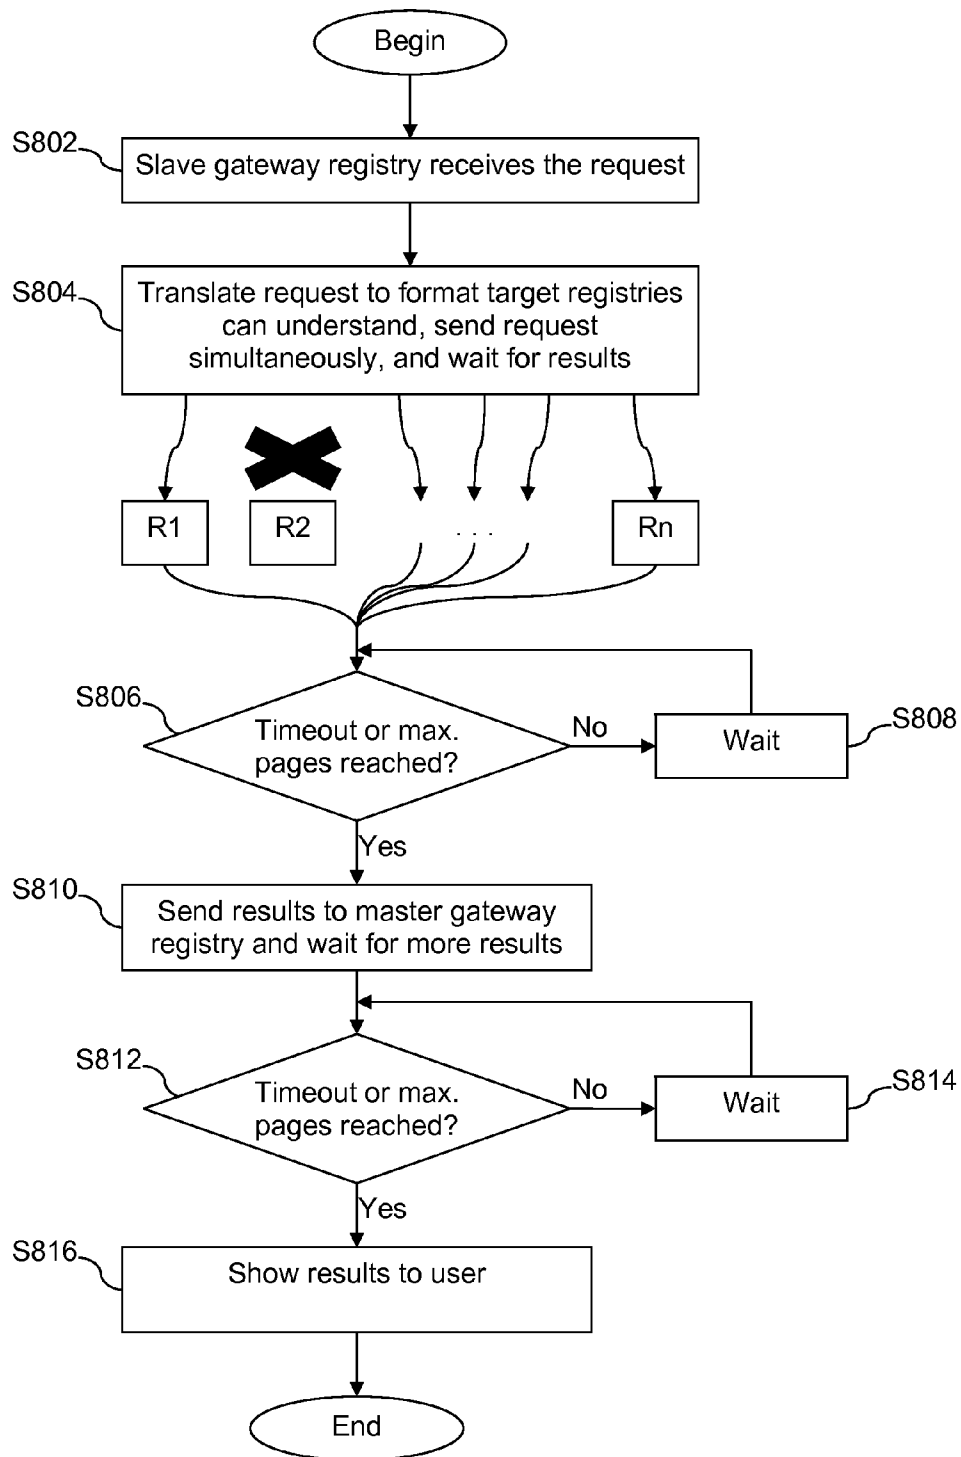 Begin
S802
Slave gateway registry receives the request
S804
Translate request to format target registries
can understand, send request
simultaneously, and wait for results
R1
R2
. . .
Rn
S806
Timeout or max.
pages reached?
No
Wait
S808
Yes
S810
Send results to master gateway
registry and wait for more results
S812
Timeout or max.
pages reached?
No
Wait
S814
Yes
S816
Show results to user
End